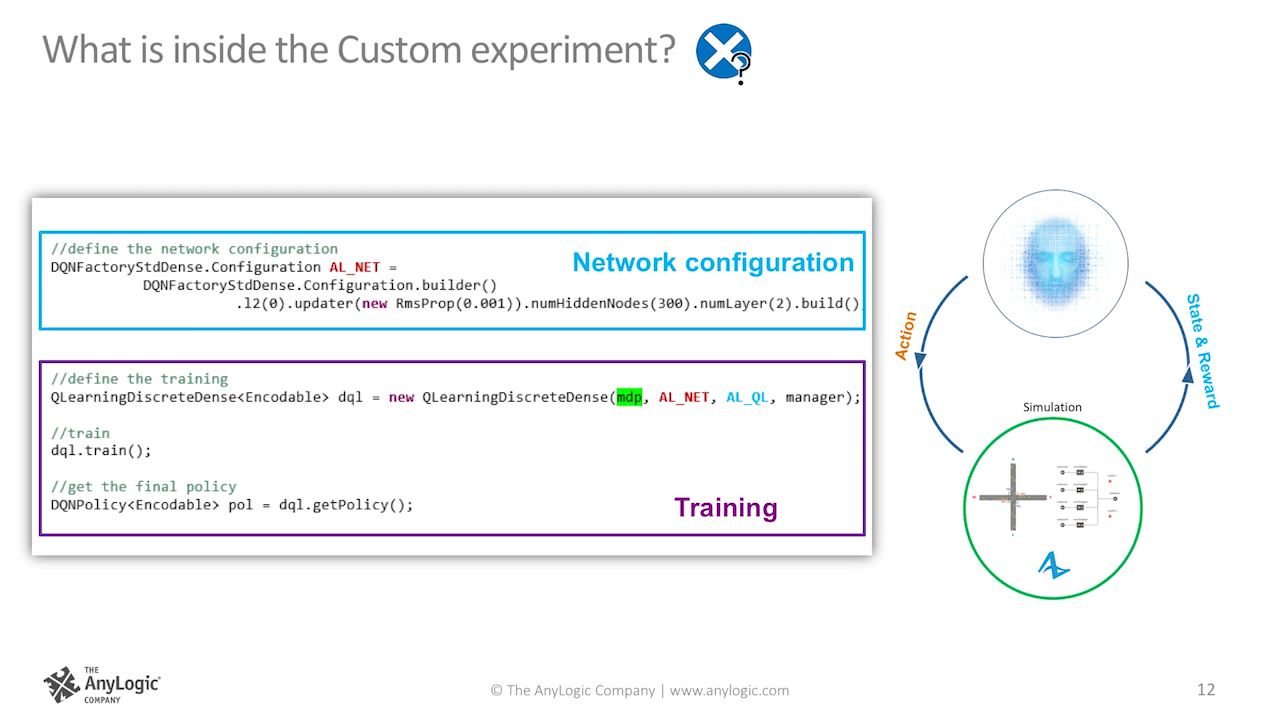 What is inside the Custom experiment?
?
//define the network configuration
Network configuration
DQNFactoryStdDense.Configuration AL_NET =
DQNFactoryStdDense.Configuration.builder()
.l2(0).updater(new RmsProp(0.001)).numHiddenNodes(300).numLayer(2).build()
//define the training
QLearningDiscreteDense<Encodable> dql = new QLearningDiscreteDense(mdp, AL_NET, AL_QL, manager);
//train
dql.train();
//get the final policy
DQNPolicy<Encodable> pol = dql.getPolicy();
Training
Action
State & Reward
Simulation
THE
AnyLogic
COMPANY
© The AnyLogic Company | www.anylogic.com
12